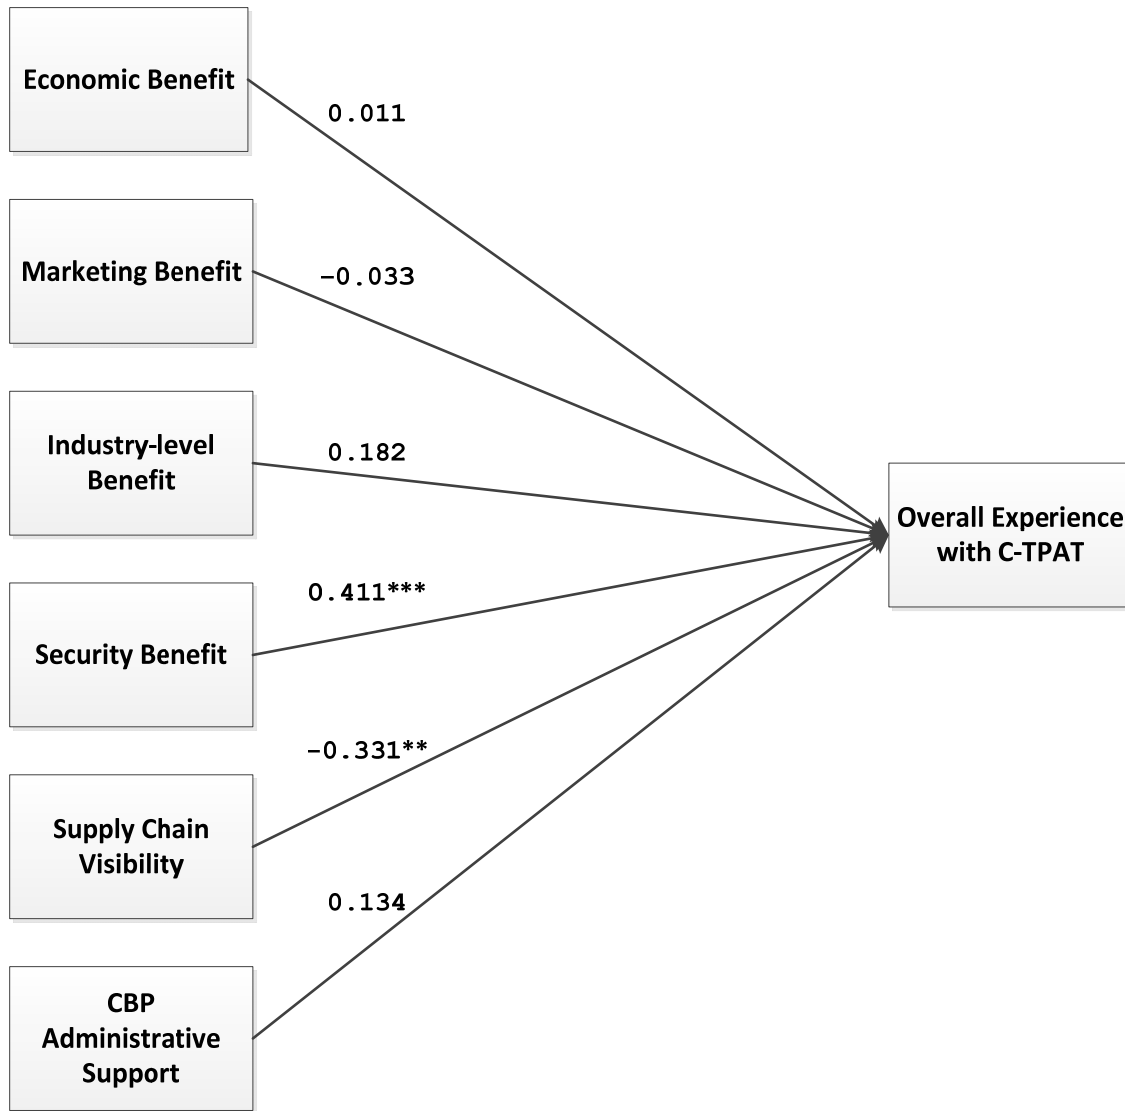 Economic Benefit
0.011
Marketing Benefit
-0.033
Industry-level
Benefit
0.182
Overall Experience
with C-TPAT
Security Benefit
0.411***
Supply Chain
Visibility
-0.331**
CBP
Administrative
Support
0.134